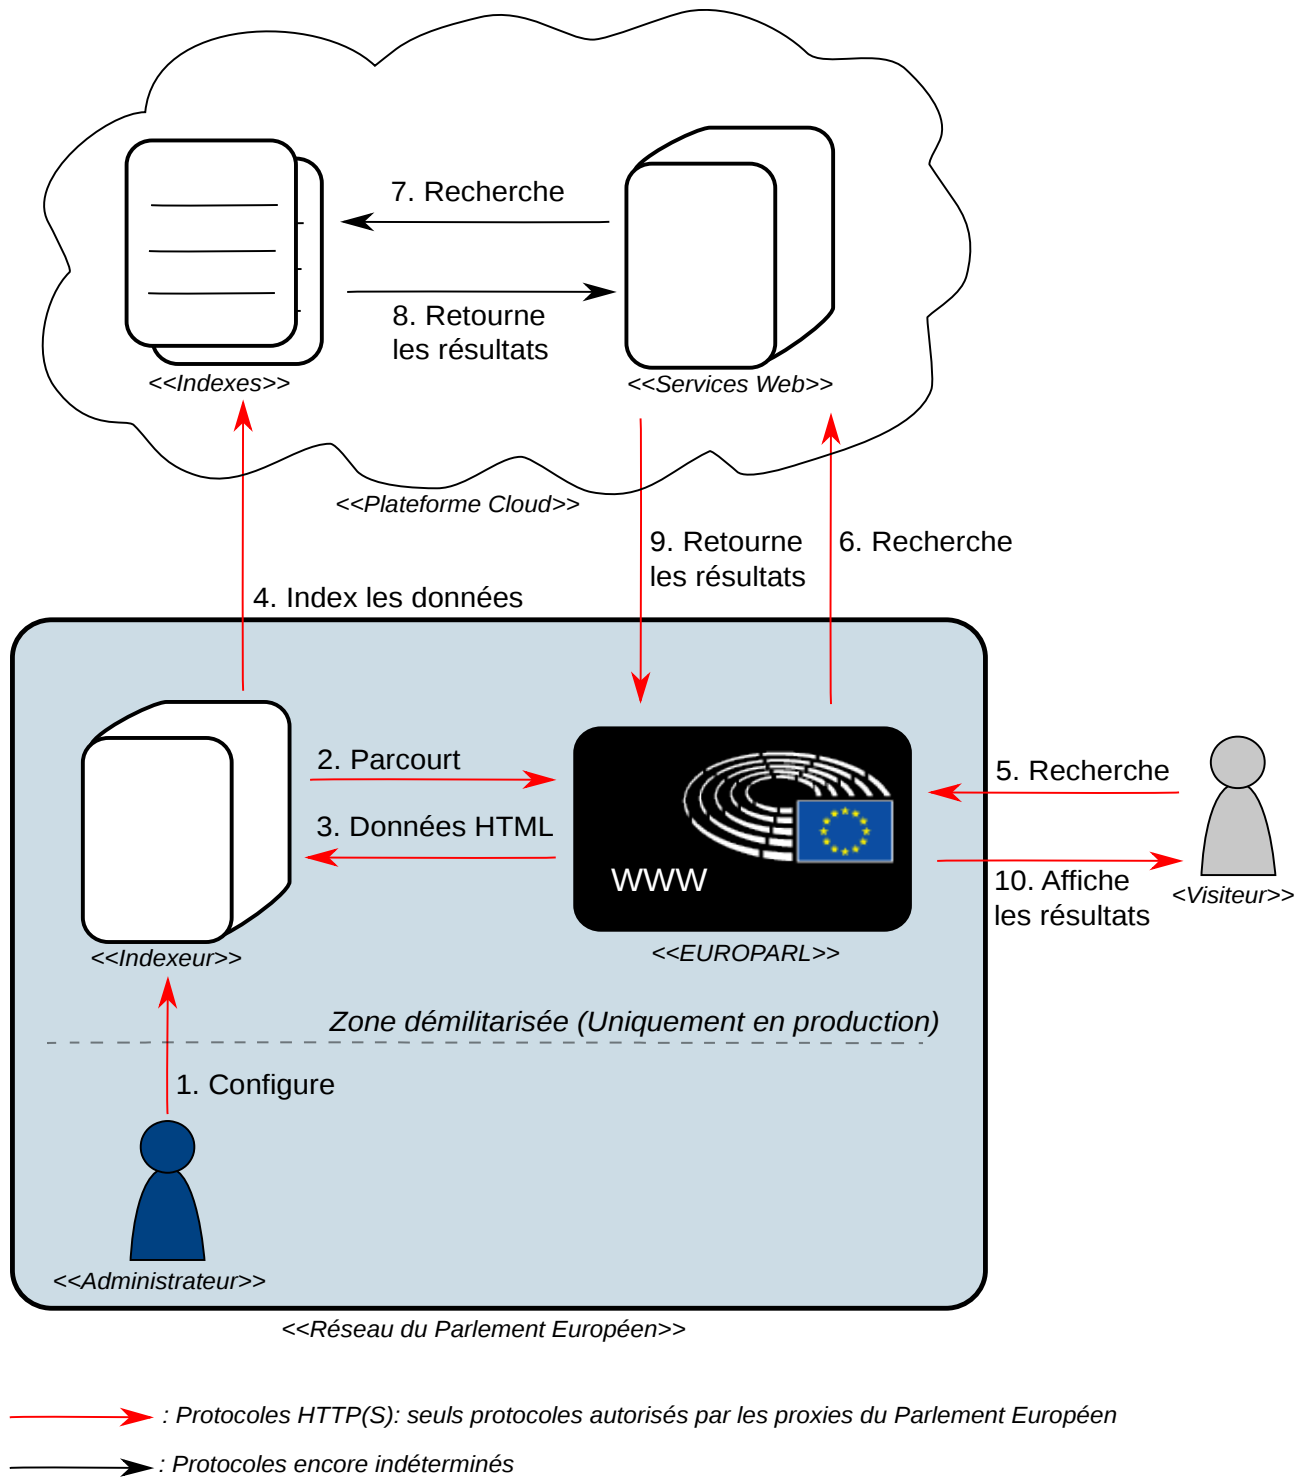 7. Recherche
8. Retourne
les résultats
<<Indexes>>
<<Services Web>>
<<Plateforme Cloud>>
9. Retourne
les résultats
6. Recherche
4. Index les données
2. Parcourt
3. Données HTML
WWW
5. Recherche
10. Affiche
les résultats
<Visiteur>>
<<Indexeur>>
<<EUROPARL>>
Zone démilitarisée (Uniquement en production)
1. Configure
<<Administrateur>>
<<Réseau du Parlement Européen>>
: Protocoles HTTP(S): seuls protocoles autorisés par les proxies du Parlement Européen
: Protocoles encore indéterminés